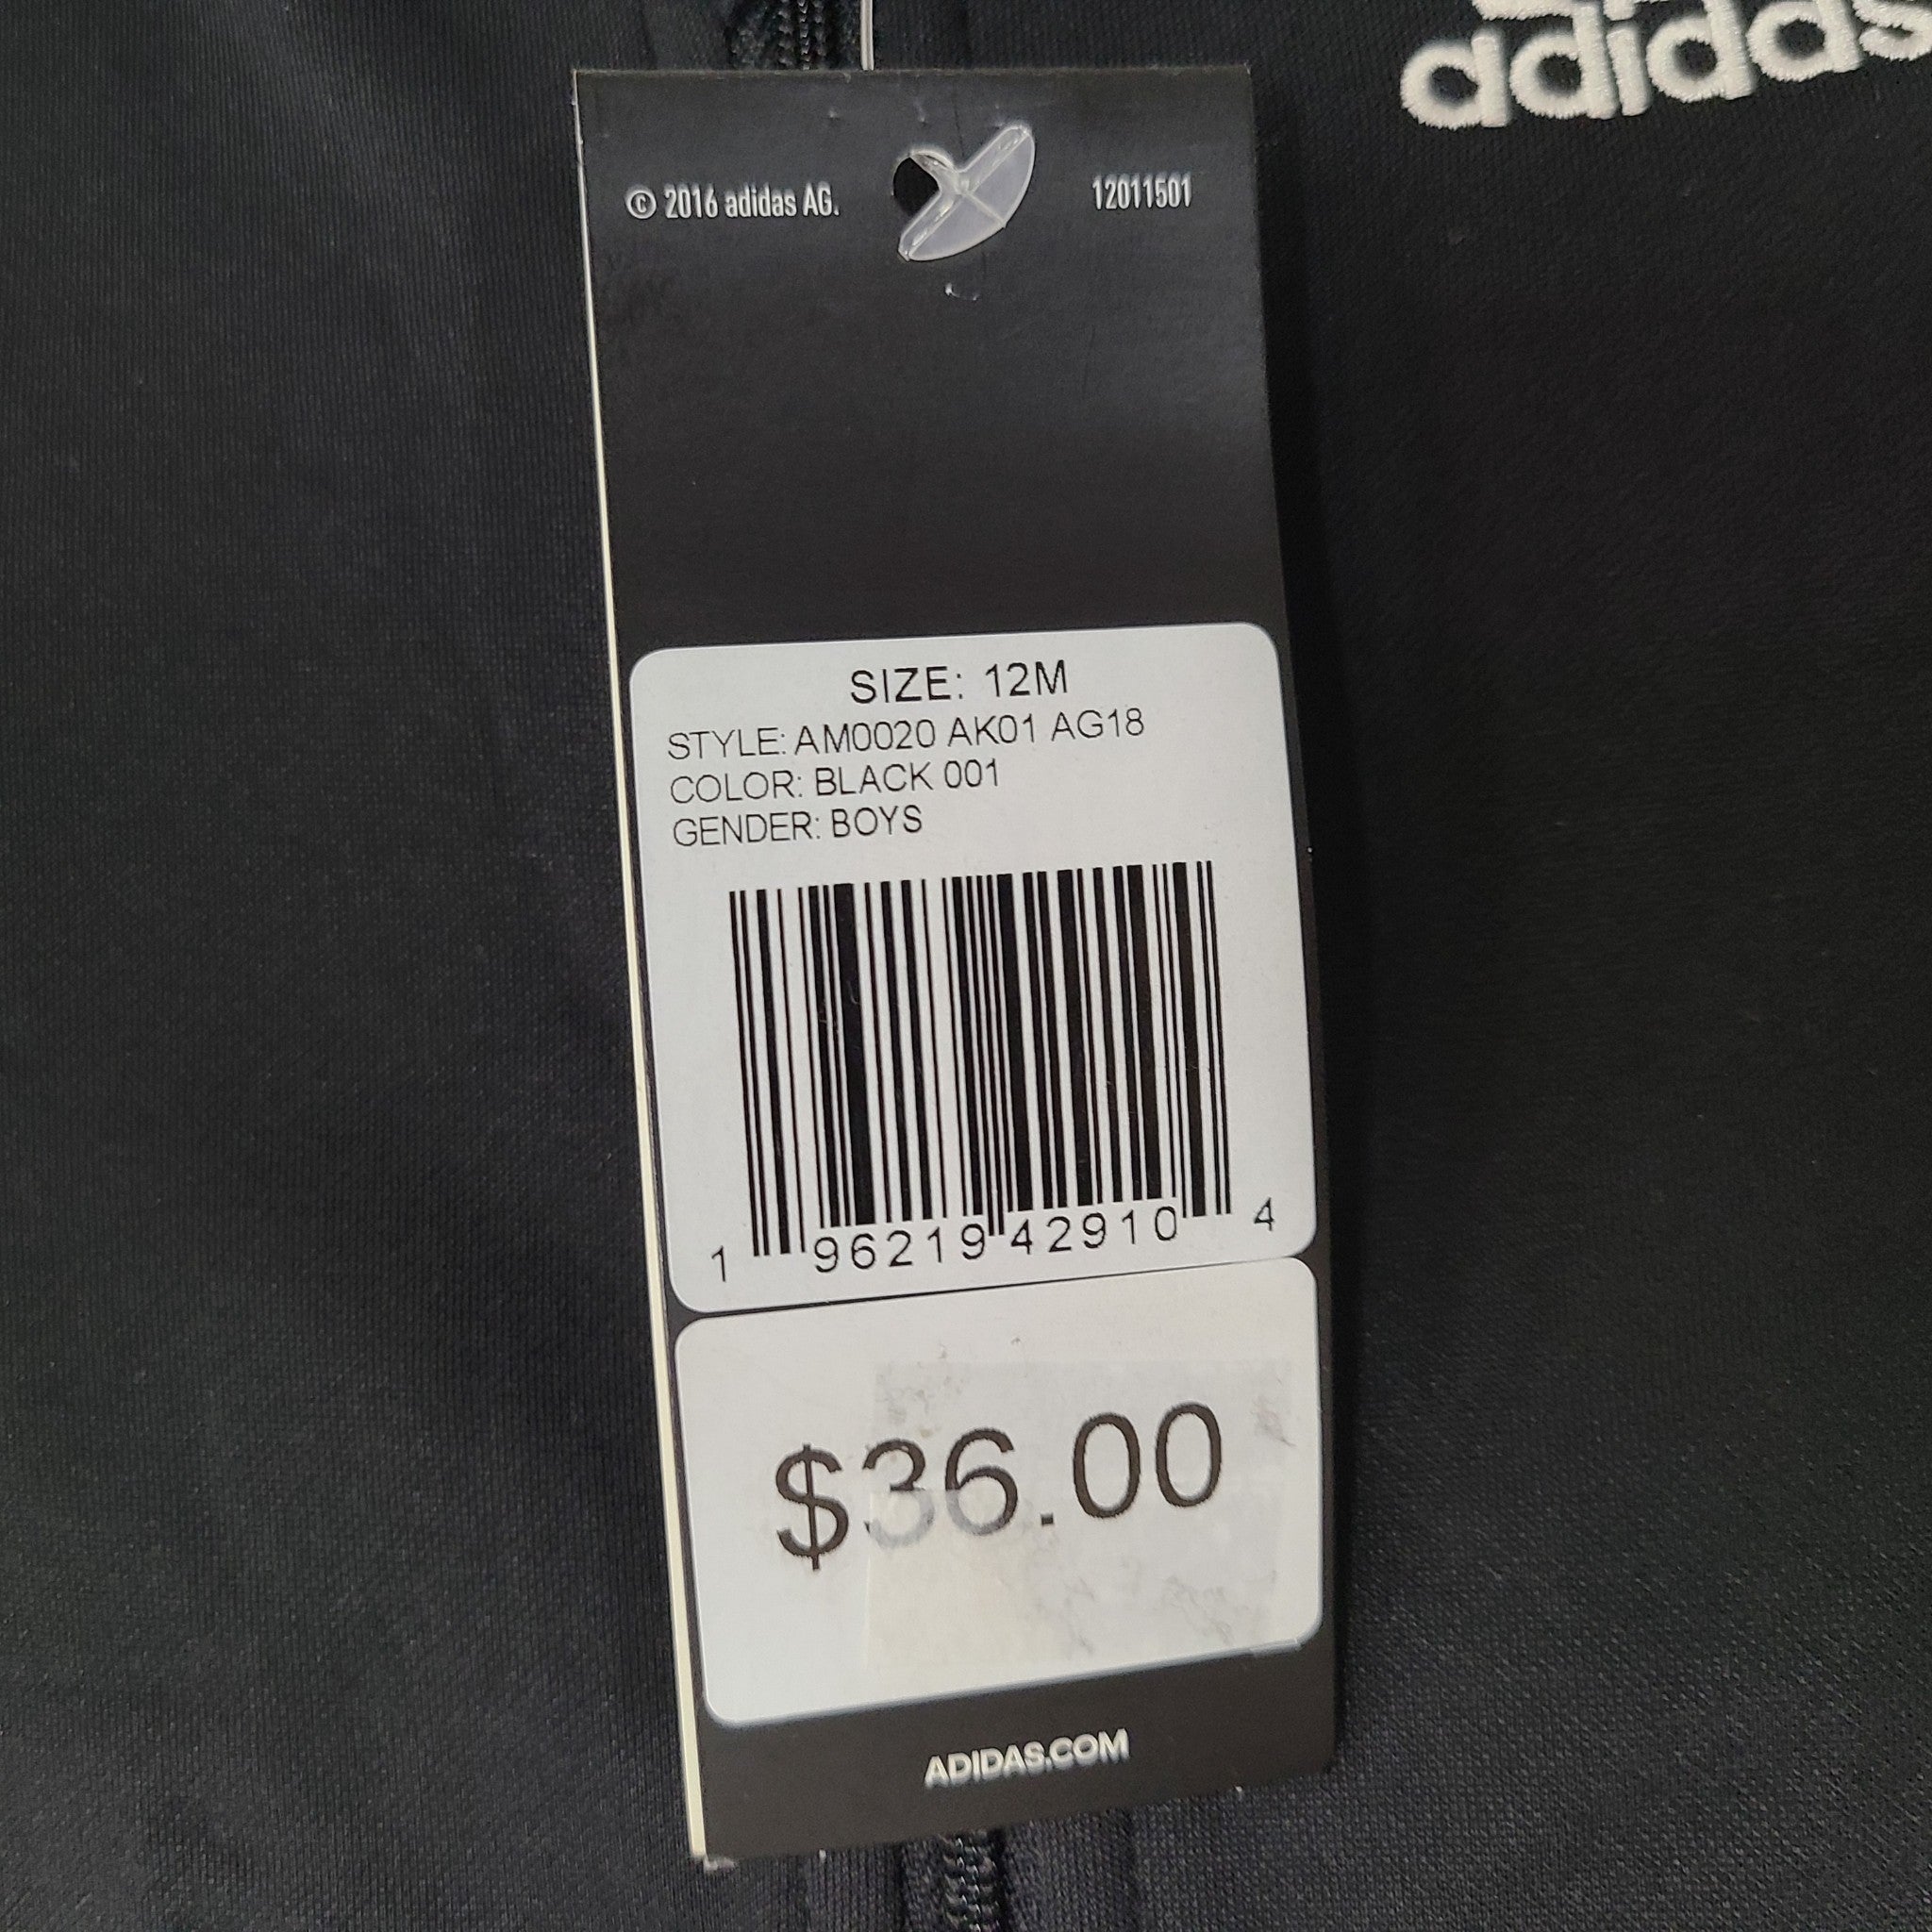 adidas
© 2016 adidas AG.
12011501
SIZE: 12M
STYLE: AM0020 AK01 AG18
COLOR: BLACK 001
GENDER: BOYS
1 96219 42910 4
$36.00
ADIDAS.COM